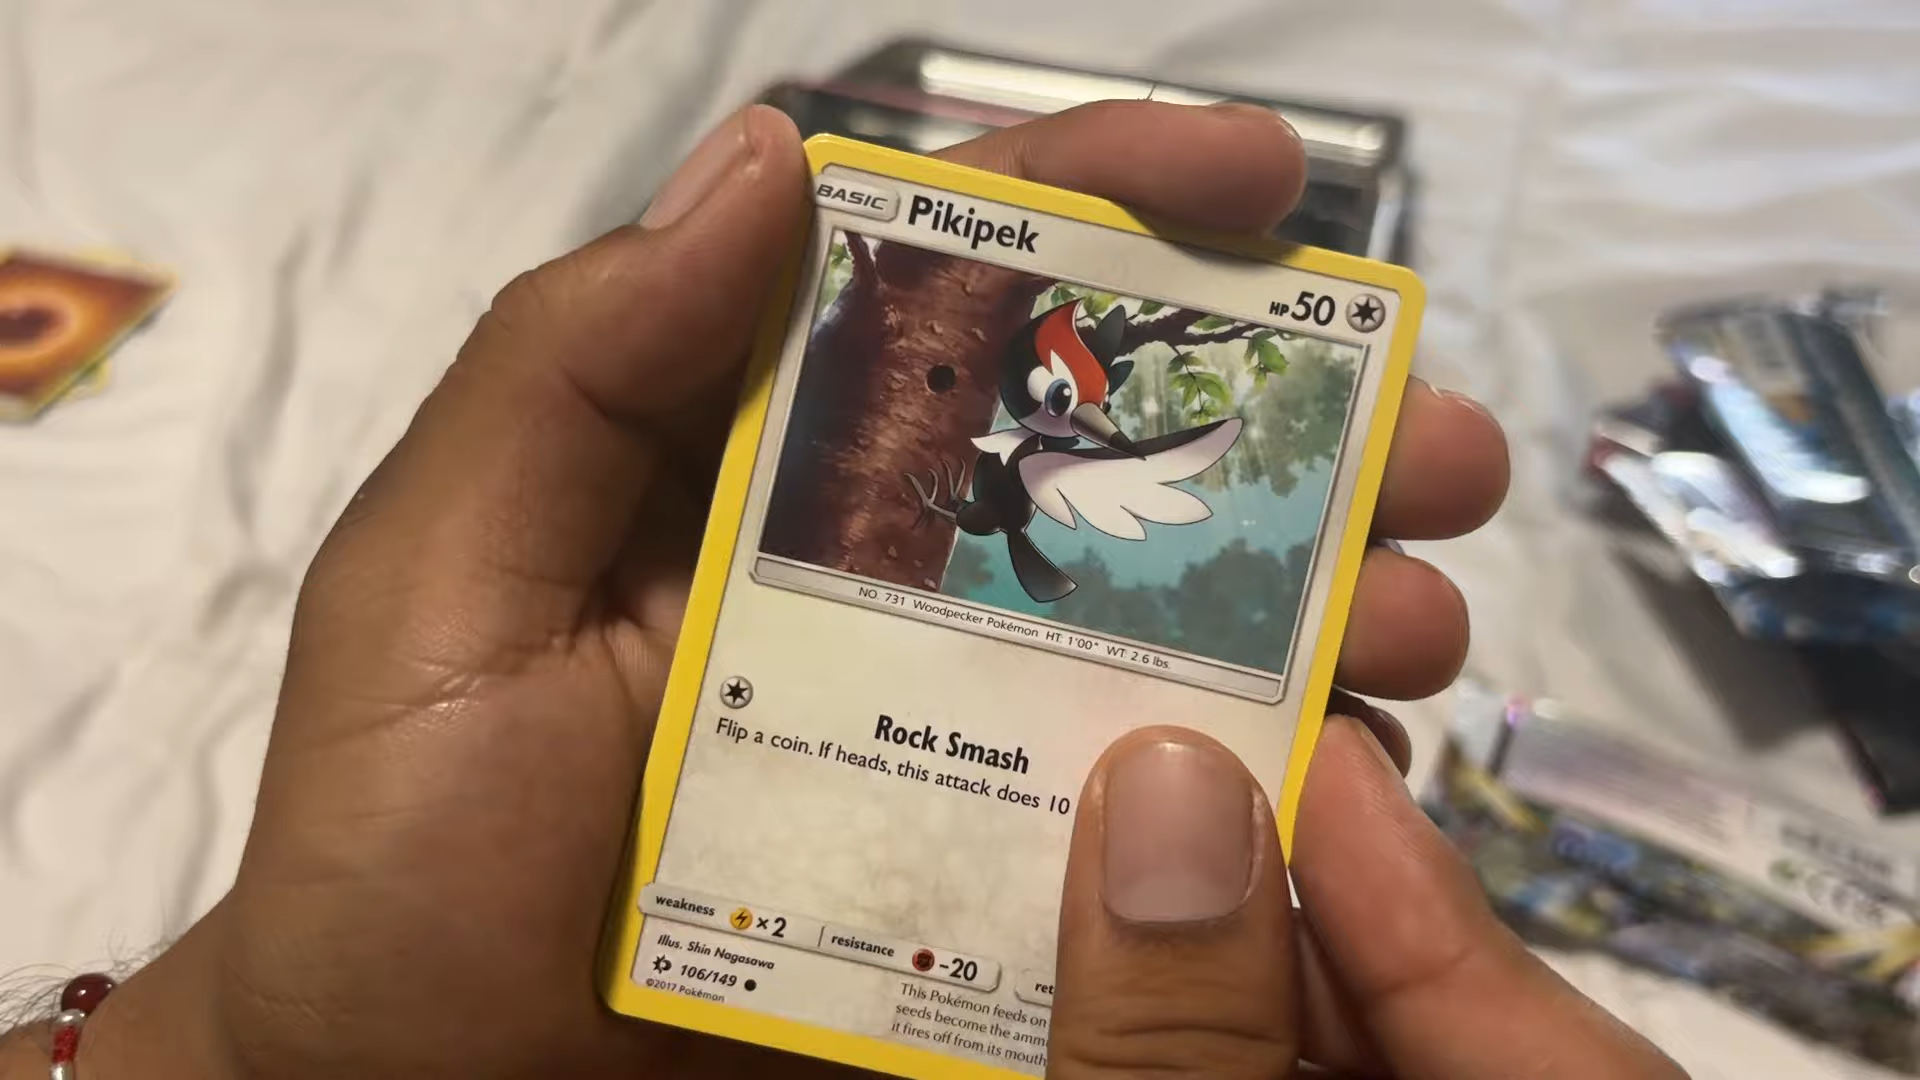 BASIC Pikipek
HP 50
NO. 731 Woodpecker Pokémon HT: 1'00" WT: 2.6 lbs.
Rock Smash
Flip a coin. If heads, this attack does 10
weakness ×2 resistance -20 ret
Illus. Shin Nagasawa
106/149
©2017 Pokémon
This Pokémon feeds on
seeds become the amm
it fires off from its mouth